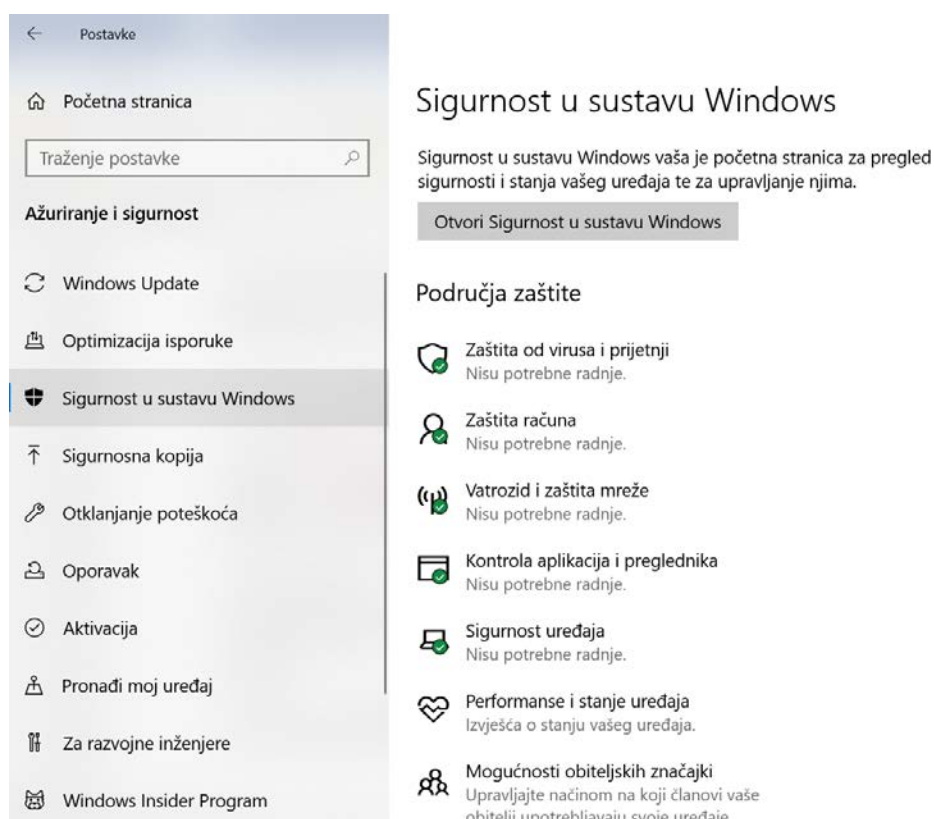 Postavke
Početna stranica
Traženje postavke
Ažuriranje i sigurnost
Windows Update
Optimizacija isporuke
Sigurnost u sustavu Windows
Sigurnosna kopija
Otklanjanje poteškoća
Oporavak
Aktivacija
Pronađi moj uređaj
Za razvojne inženjere
Windows Insider Program
Sigurnost u sustavu Windows
Sigurnost u sustavu Windows vaša je početna stranica za pregled
sigurnosti i stanja vašeg uređaja te za upravljanje njima.
Otvori Sigurnost u sustavu Windows
Područja zaštite
Zaštita od virusa i prijetnji
Nisu potrebne radnje.
Zaštita računa
Nisu potrebne radnje.
Vatrozid i zaštita mreže
Nisu potrebne radnje.
Kontrola aplikacija i preglednika
Nisu potrebne radnje.
Sigurnost uređaja
Nisu potrebne radnje.
Performanse i stanje uređaja
Izvješća o stanju vašeg uređaja.
Mogućnosti obiteljskih značajki
Upravljajte načinom na koji članovi vaše
obitelji upotrebljavaju svoje uređaje